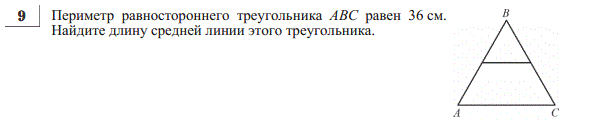 9 Периметр равностороннего треугольника ABC равен 36 см.
Найдите длину средней линии этого треугольника.
B
A C